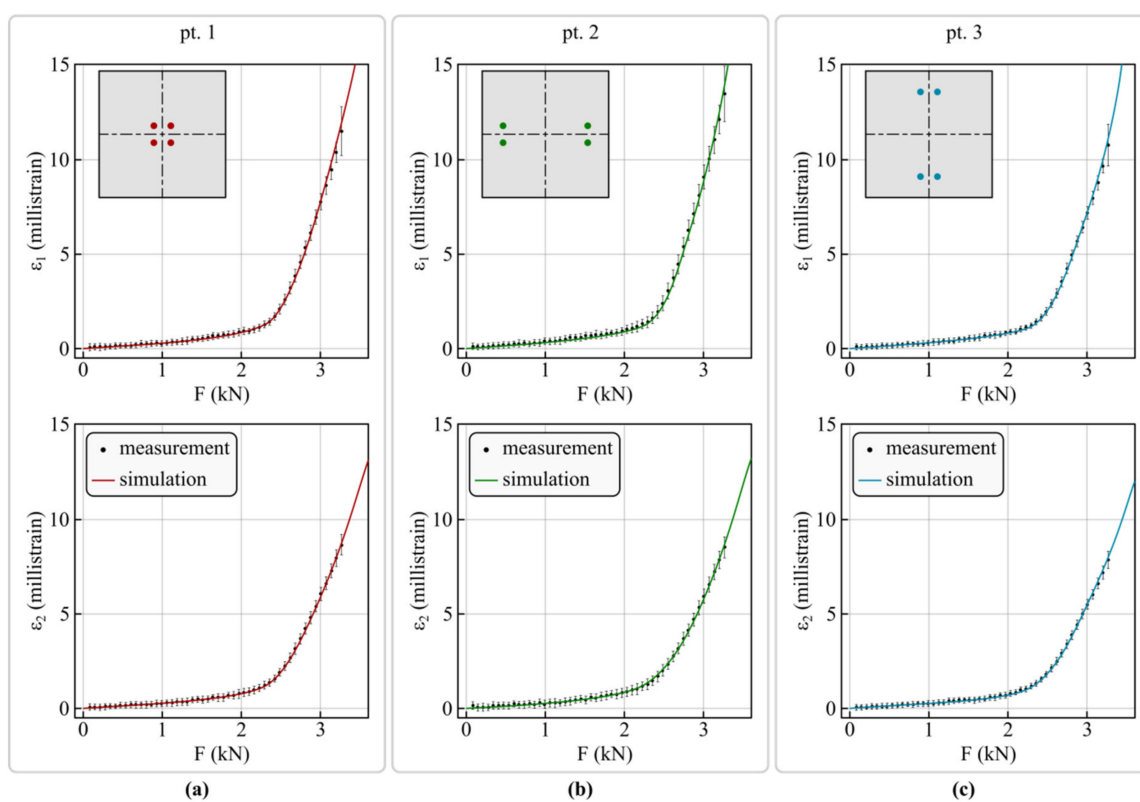 pt. 1
15
10
5
0
ε1 (millistrain)
0 1 2 3
F (kN)
15
10
5
0
ε2 (millistrain)
measurement
simulation
0 1 2 3
F (kN)
(a)
pt. 2
15
10
5
0
ε1 (millistrain)
0 1 2 3
F (kN)
15
10
5
0
ε2 (millistrain)
measurement
simulation
0 1 2 3
F (kN)
(b)
pt. 3
15
10
5
0
ε1 (millistrain)
0 1 2 3
F (kN)
15
10
5
0
ε2 (millistrain)
measurement
simulation
0 1 2 3
F (kN)
(c)